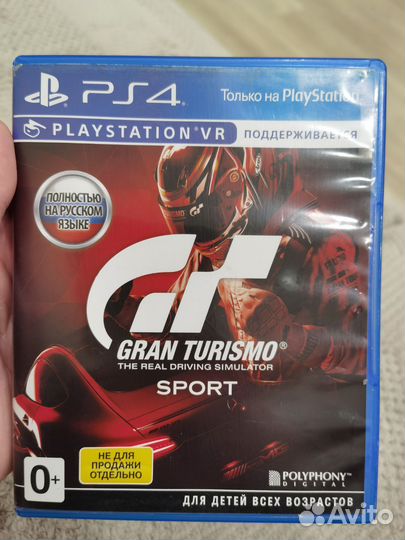 PS4
Только на PlayStation
PLAYSTATION®VR ПОДДЕРЖИВАЕТСЯ
ПОЛНОСТЬЮ
НА РУССКОМ
ЯЗЫКЕ
GT
GRAN TURISMO®
THE REAL DRIVING SIMULATOR
SPORT
НЕ ДЛЯ
ПРОДАЖИ
ОТДЕЛЬНО
0+
POLYPHONY
DIGITAL
ДЛЯ ДЕТЕЙ ВСЕХ ВОЗРАСТОВ
Avito